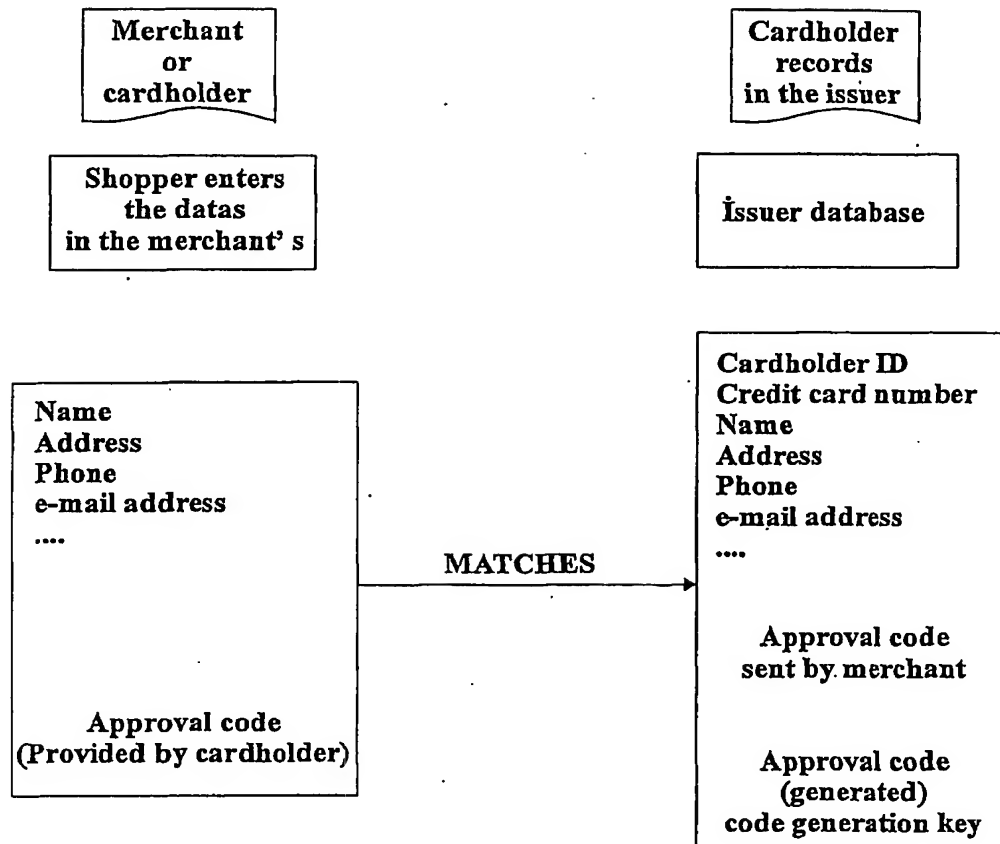 Merchant
or
cardholder
Cardholder
records
in the issuer
Shopper enters
the datas
in the merchant' s
İssuer database
Name
Address
Phone
e-mail address
....
Approval code
(Provided by cardholder)
MATCHES
Cardholder ID
Credit card number
Name
Address
Phone
e-mail address
....
Approval code
sent by merchant
Approval code
(generated)
code generation key